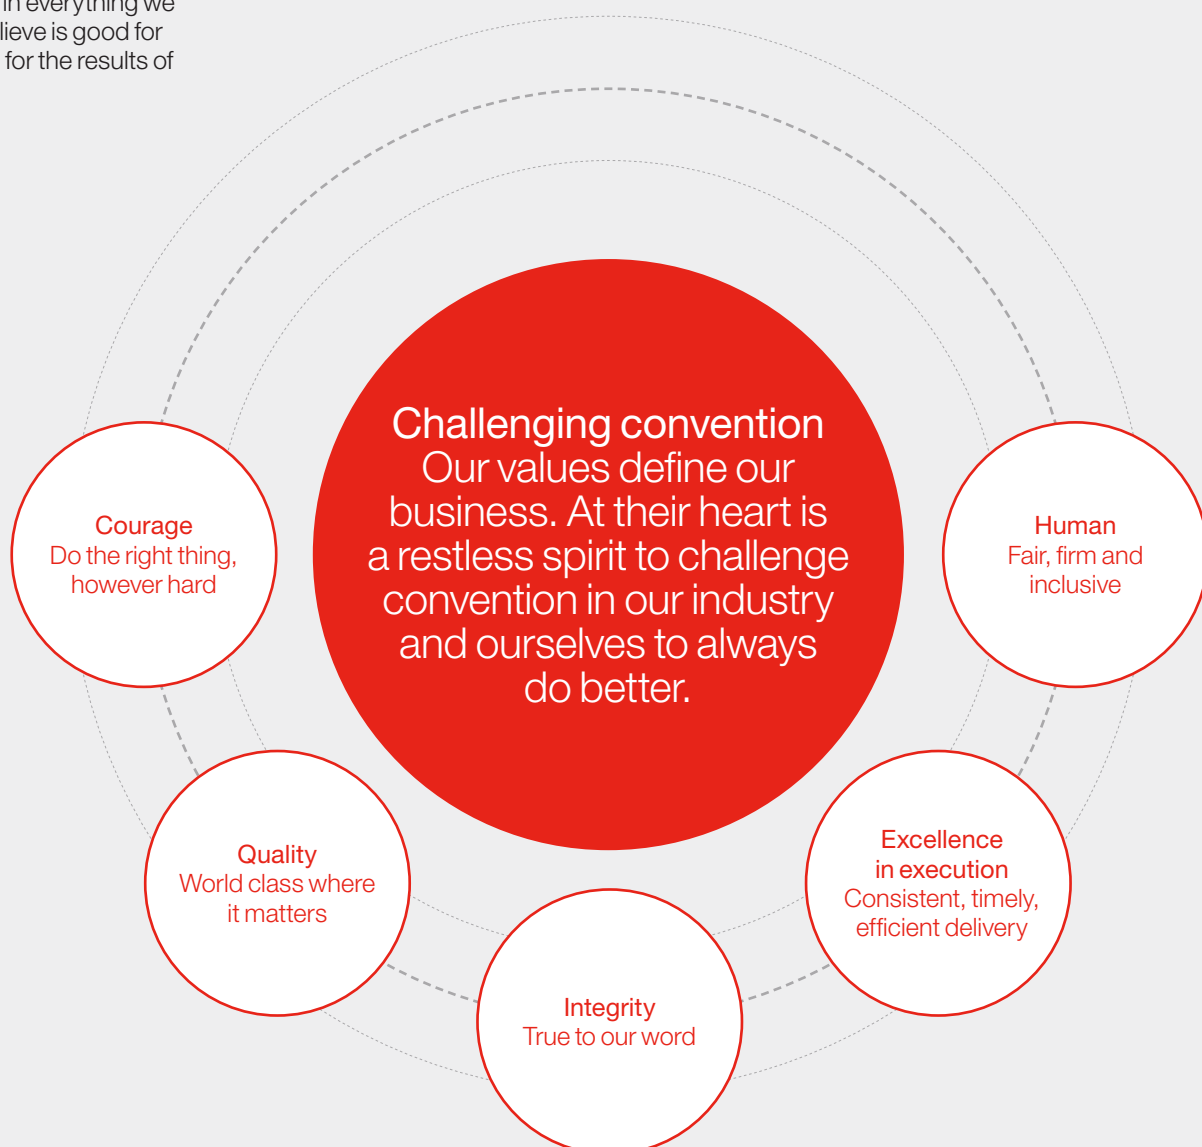 in everything we
lieve is good for
for the results of
Challenging convention
Our values define our
business. At their heart is
a restless spirit to challenge
convention in our industry
and ourselves to always
do better.
Courage
Do the right thing,
however hard
Human
Fair, firm and
inclusive
Quality
World class where
it matters
Excellence
in execution
Consistent, timely,
efficient delivery
Integrity
True to our word